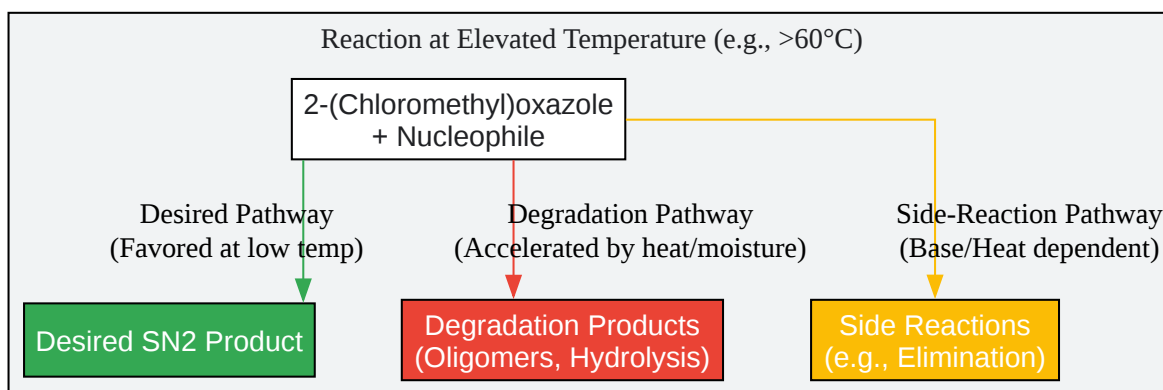 Reaction at Elevated Temperature (e.g., >60°C)
2-(Chloromethyl)oxazole
+ Nucleophile
Desired Pathway
(Favored at low temp)
Degradation Pathway
(Accelerated by heat/moisture)
Side-Reaction Pathway
(Base/Heat dependent)
Desired SN2 Product
Degradation Products
(Oligomers, Hydrolysis)
Side Reactions
(e.g., Elimination)